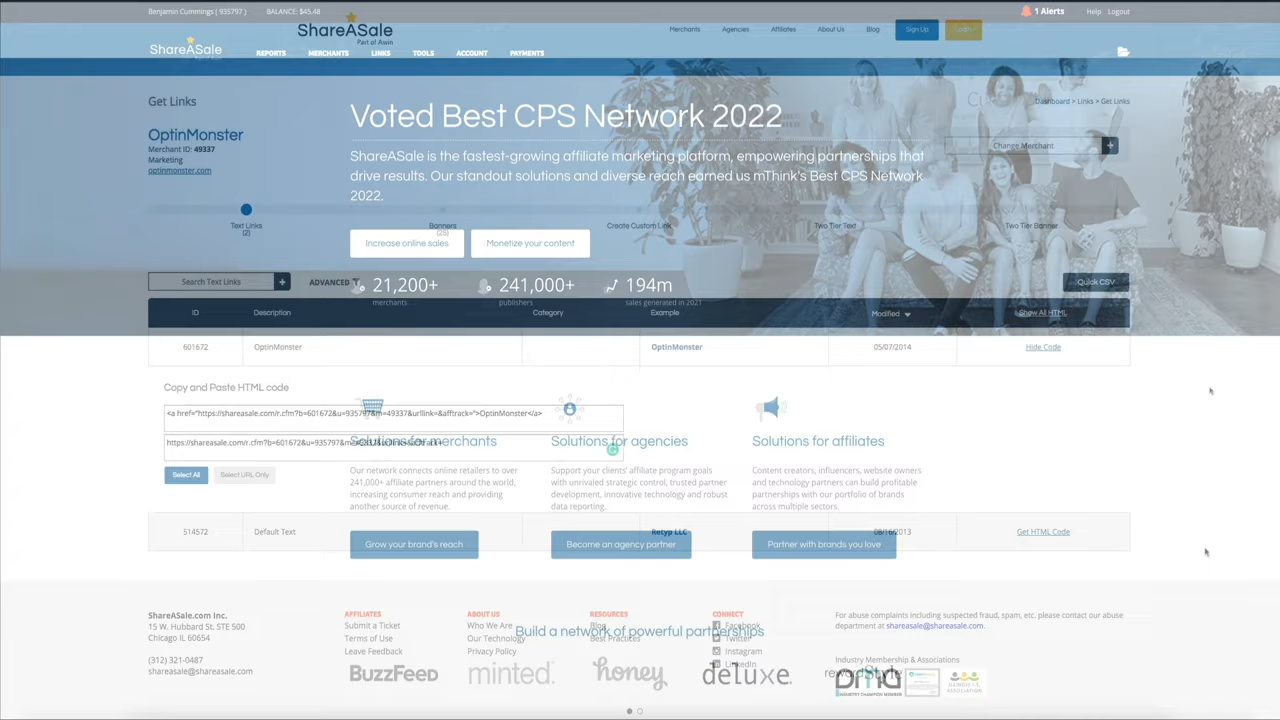 Benjamin Cummings ( 935797 ) BALANCE: $45,48
1 Alerts Help Logout
ShareASale
Part of Awin
Merchants Agencies Affiliates About Us Blog Sign Up
ShareASale
REPORTS MERCHANTS LINKS TOOLS ACCOUNT PAYMENTS
Get Links
Dashboard > Links > Get Links
Voted Best CPS Network 2022
OptinMonster
Merchant ID: 49337
Marketing
optinmonster.com
Change Merchant +
ShareASale is the fastest-growing affiliate marketing platform, empowering partnerships that
drive results. Our standout solutions and diverse reach earned us mThink's Best CPS Network
2022.
Text Links
(2)
Banners
(25)
Create Custom Link
Two Tier Text
Two Tier Banner
Increase online sales
Monetize your content
Search Text Links +
ADVANCED
Quick CSV
21,200+
merchants
241,000+
publishers
194m
sales generated in 2021
ID Description Category Example Modified Show All HTML
601672 OptinMonster OptinMonster 05/07/2014 Hide Code
Copy and Paste HTML code
<a href="https://shareasale.com/r.cfm?b=601672&u=935797&m=49337&urllink=&afftrack=">OptinMonster</a>
https://shareasale.com/r.cfm?b=601672&u=935797&m=49337&urllink=&afftrack=
Select All
Select URL Only
Solutions for merchants
Our network connects online retailers to over
241,000+ affiliate partners around the world,
increasing consumer reach and providing
another source of revenue.
Grow your brand's reach
Solutions for agencies
Support your clients' affiliate program goals
with unrivaled strategic control, trusted partner
development, innovative technology and robust
data reporting.
Become an agency partner
Solutions for affiliates
Content creators, influencers, website owners
and technology partners can build profitable
partnerships with our portfolio of brands
across multiple sectors.
Partner with brands you love
514572 Default Text Retyp LLC 08/16/2013 Get HTML Code
ShareASale.com Inc.
15 W. Hubbard St. STE 500
Chicago IL 60654
(312) 321-0487
shareasale@shareasale.com
AFFILIATES
Submit a Ticket
Terms of Use
Leave Feedback
ABOUT US
Who We Are
Our Technology
Privacy Policy
RESOURCES
Blog
Best Practices
CONNECT
Facebook
Twitter
Instagram
LinkedIn
For abuse complaints including suspected fraud, spam, etc. please contact our abuse
department at shareasale@shareasale.com.
Industry Membership & Associations
Build a network of powerful partnerships
BuzzFeed minted. honey deluxe. rewardStyle
dma
INDUSTRY CHAMPION MEMBER
ILLINOIS I.T.
ASSOCIATION